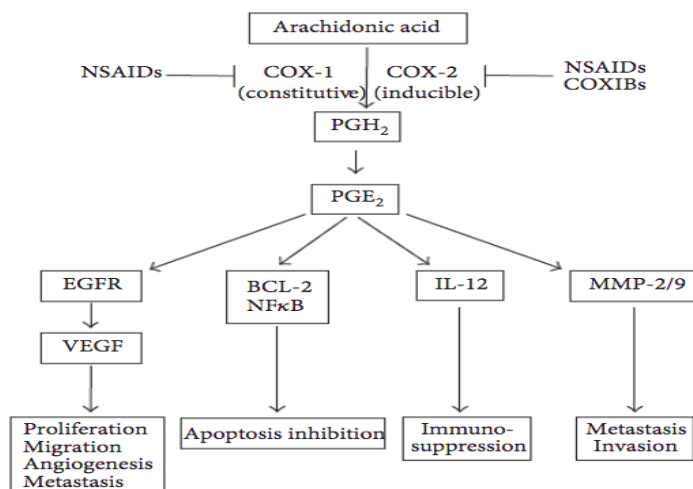 Arachidonic acid
NSAIDs
COX-1
(constitutive)
COX-2
(inducible)
NSAIDs
COXIBs
PGH₂
PGE₂
EGFR
BCL-2
NFκB
IL-12
MMP-2/9
VEGF
Proliferation
Migration
Angiogenesis
Metastasis
Apoptosis inhibition
Immuno-
suppression
Metastasis
Invasion